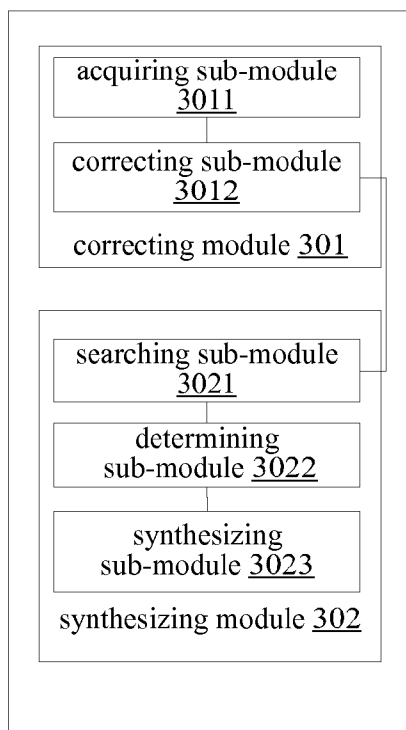 acquiring sub-module
3011
correcting sub-module
3012
correcting module 301
searching sub-module
3021
determining
sub-module 3022
synthesizing
sub-module 3023
synthesizing module 302